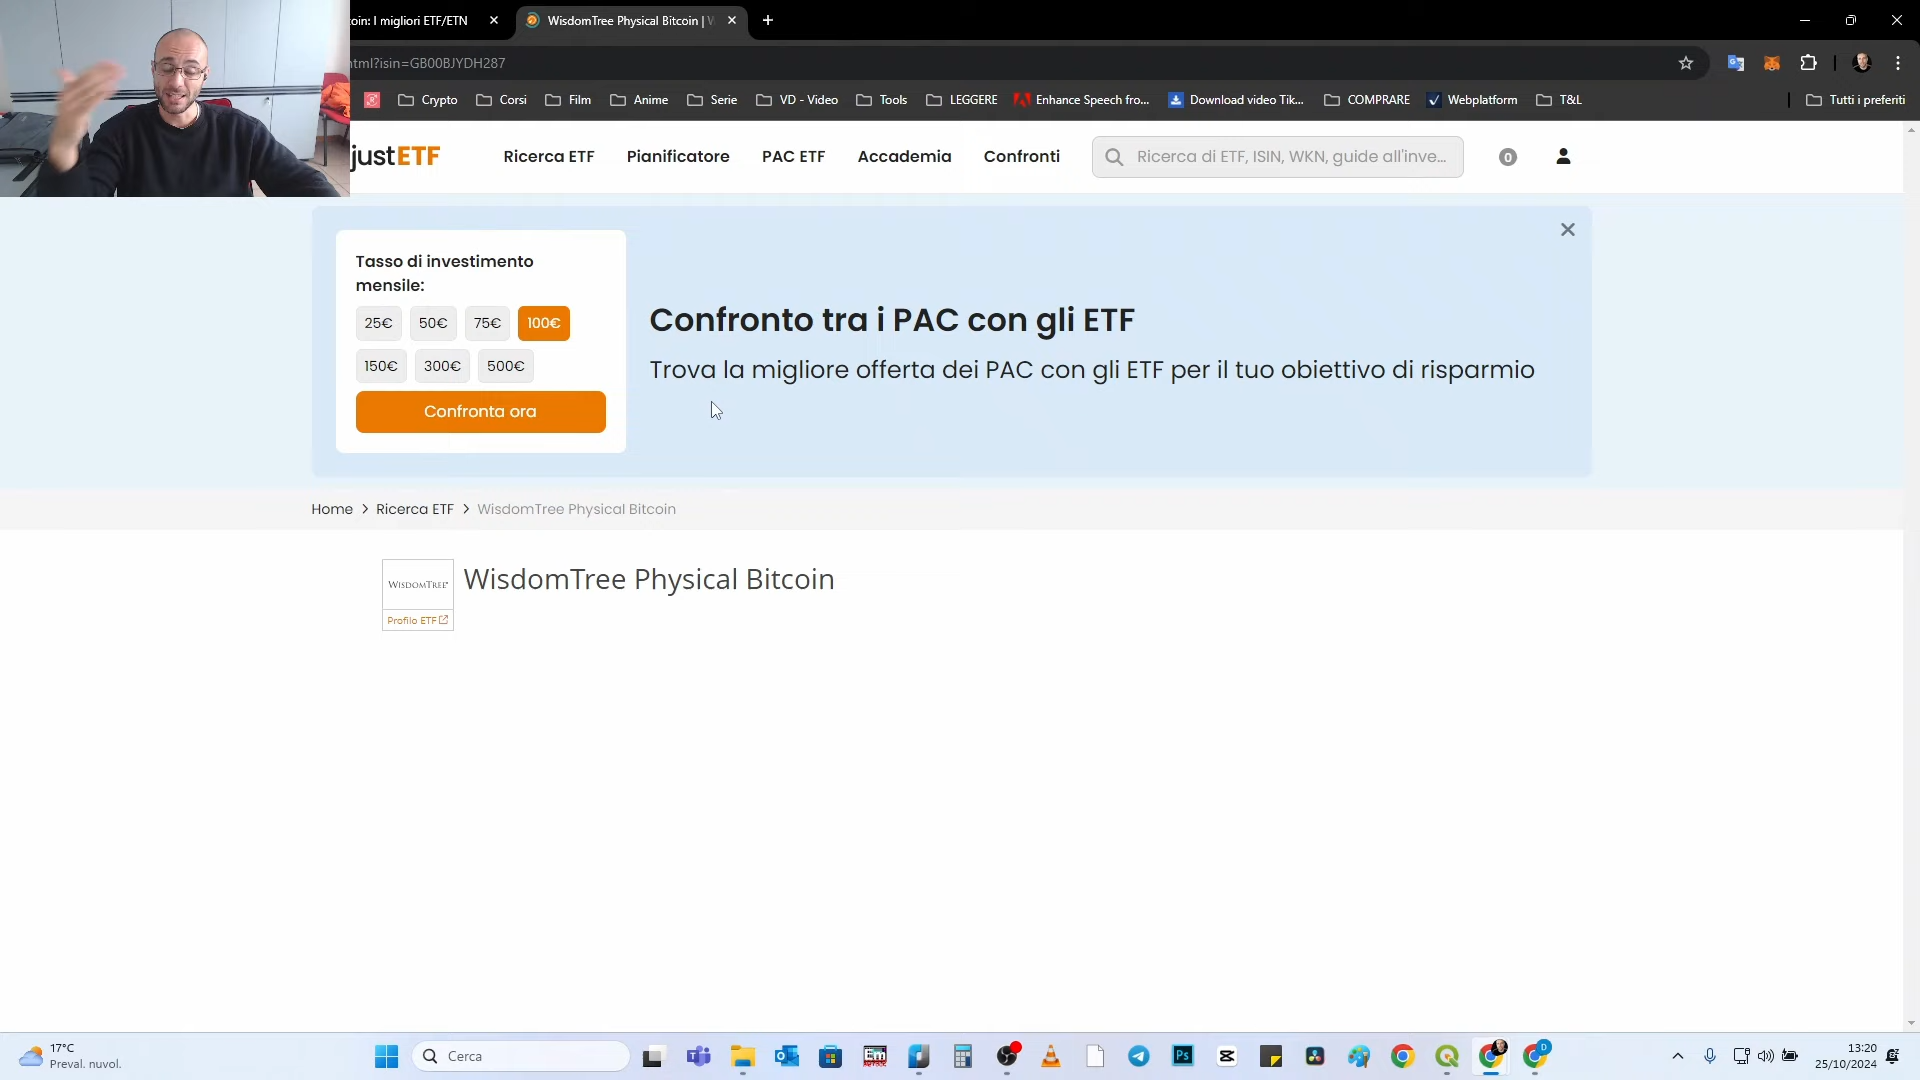 oin: I migliori ETF/ETN
WisdomTree Physical Bitcoin |
tml?isin=GB00BJYDH287
Crypto
Corsi
Film
Anime
Serie
VD - Video
Tools
LEGGERE
Enhance Speech fro...
Download video Tik...
COMPRARE
Webplatform
T&L
Tutti i preferiti
justETF
Ricerca ETF
Pianificatore
PAC ETF
Accademia
Confronti
Ricerca di ETF, ISIN, WKN, guide all'inve...
0
Tasso di investimento
mensile:
25€ 50€ 75€ 100€
150€ 300€ 500€
Confronta ora
Confronto tra i PAC con gli ETF
Trova la migliore offerta dei PAC con gli ETF per il tuo obiettivo di risparmio
Home > Ricerca ETF > WisdomTree Physical Bitcoin
WISDOMTREE
Profilo ETF
WisdomTree Physical Bitcoin
17°C
Preval. nuvol.
Cerca
13:20
25/10/2024